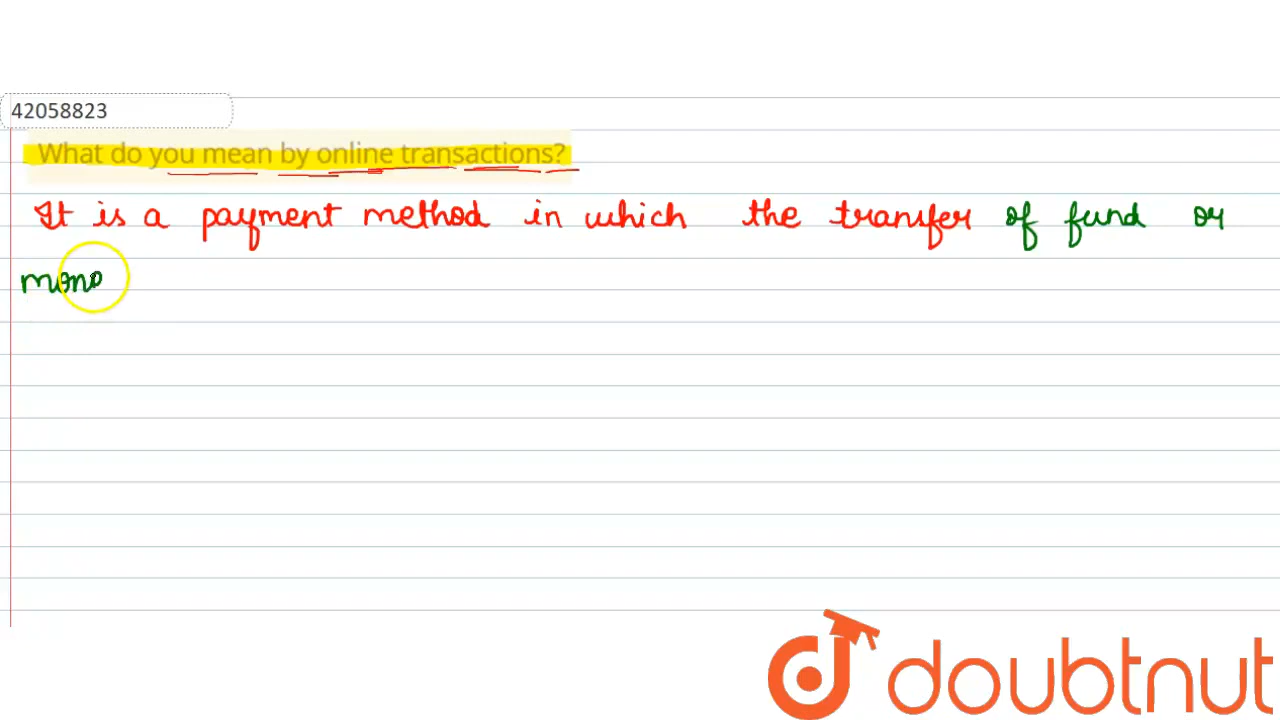 42058823
What do you mean by online transactions?
It is a payment method in which the transfer of fund or
mono
doubtnut